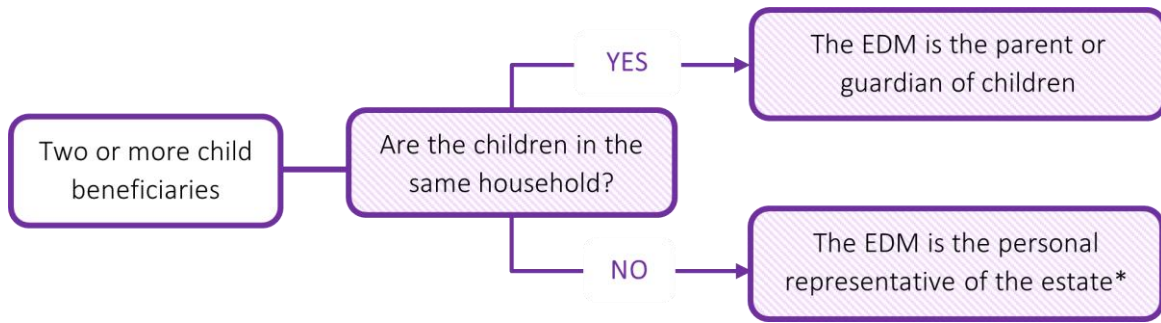 Two or more child
beneficiaries
Are the children in the
same household?
YES
The EDM is the parent or
guardian of children
NO
The EDM is the personal
representative of the estate*